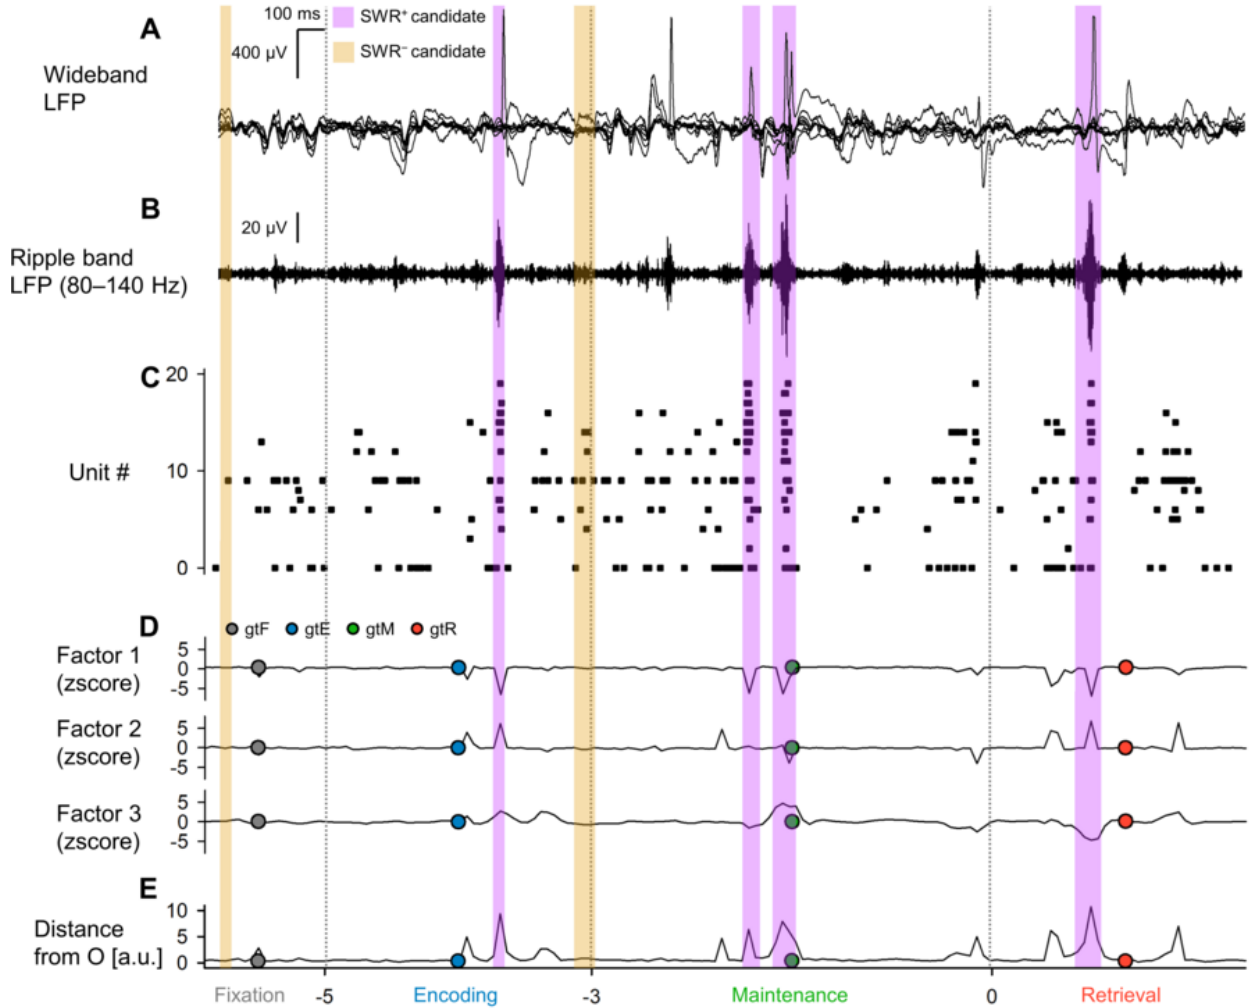 100 ms
400 µV
SWR⁺ candidate
SWR⁻ candidate
A
Wideband
LFP
B
20 µV
Ripple band
LFP (80–140 Hz)
C
20
10
0
Unit #
D
gtF gtE gtM gtR
Factor 1
(zscore)
5
0
-5
Factor 2
(zscore)
5
0
-5
Factor 3
(zscore)
5
0
-5
E
Distance
from O [a.u.]
10
5
0
Fixation -5 Encoding -3 Maintenance 0 Retrieval